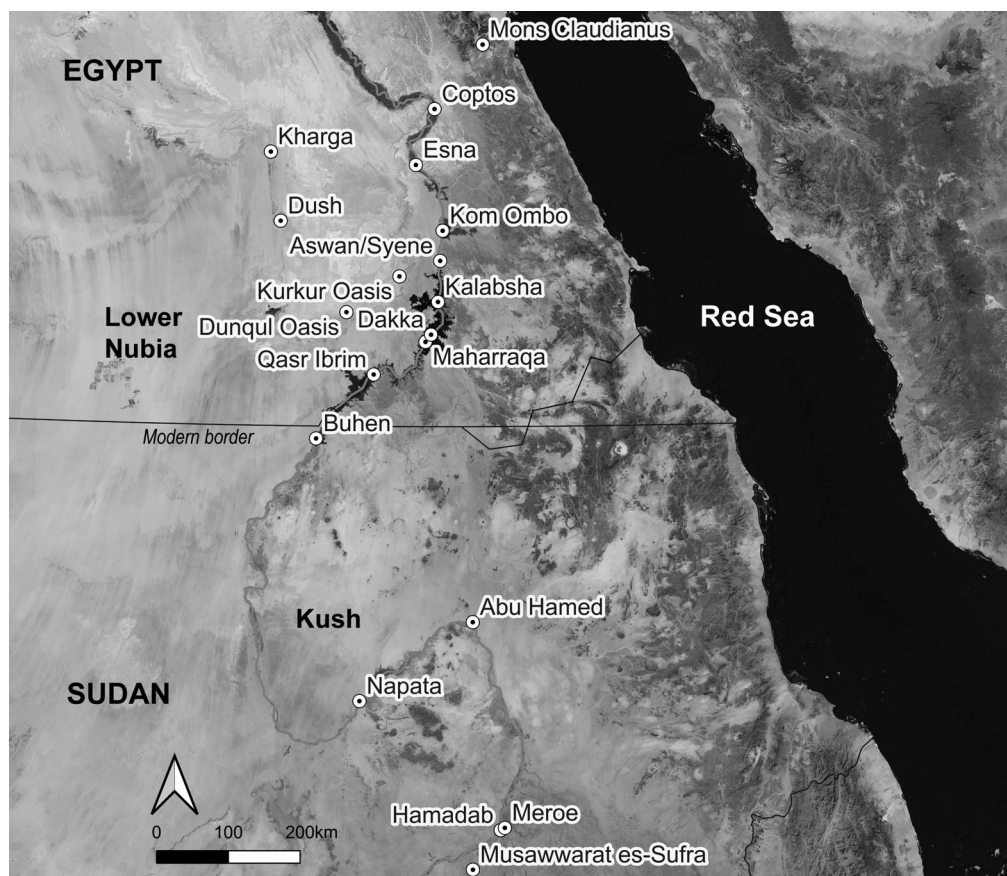 Mons Claudianus
EGYPT
Coptos
Kharga
Esna
Dush
Kom Ombo
Aswan/Syene
Kurkur Oasis
Kalabsha
Lower
Nubia
Dunqul Oasis
Dakka
Red Sea
Maharraqa
Qasr Ibrim
Buhen
Modern border
Abu Hamed
Kush
Napata
SUDAN
0 100 200km
Hamadab
Meroe
Musawwarat es-Sufra